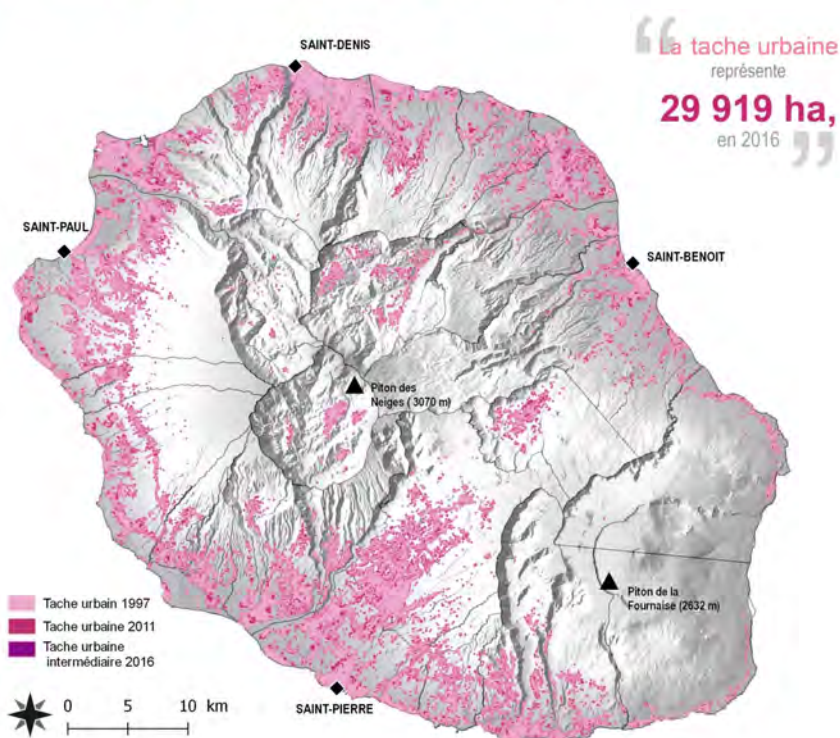 “ La tache urbaine
représente
29 919 ha,
en 2016 ”
SAINT-DENIS
SAINT-PAUL
SAINT-BENOIT
Piton des
Neiges ( 3070 m)
Piton de la
Fournaise (2632 m)
Tache urbain 1997
Tache urbaine 2011
Tache urbaine
intermédiaire 2016
0 5 10 km
SAINT-PIERRE